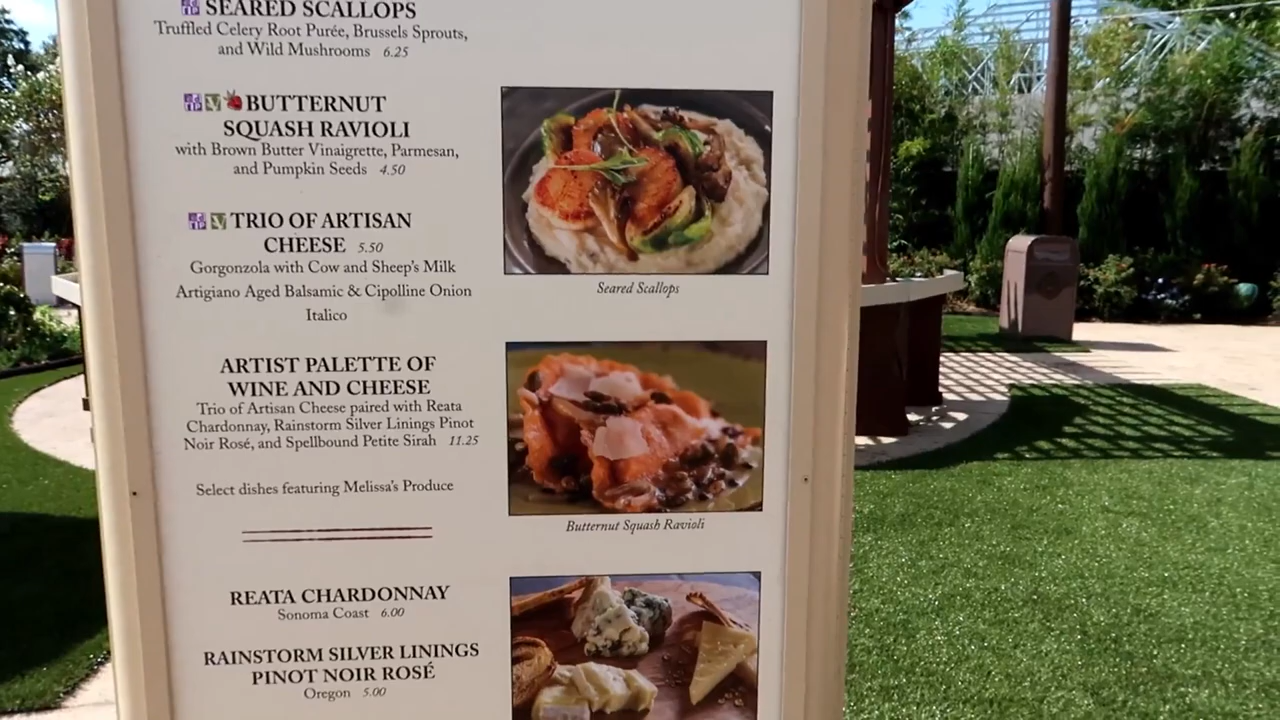 SEARED SCALLOPS
Truffled Celery Root Purée, Brussels Sprouts,
and Wild Mushrooms 6.25
BUTTERNUT
SQUASH RAVIOLI
with Brown Butter Vinaigrette, Parmesan,
and Pumpkin Seeds 4.50
TRIO OF ARTISAN
CHEESE 5.50
Gorgonzola with Cow and Sheep's Milk
Artigiano Aged Balsamic & Cipolline Onion
Italico
ARTIST PALETTE OF
WINE AND CHEESE
Trio of Artisan Cheese paired with Reata
Chardonnay, Rainstorm Silver Linings Pinot
Noir Rosé, and Spellbound Petite Sirah 11.25
Select dishes featuring Melissa's Produce
REATA CHARDONNAY
Sonoma Coast 6.00
RAINSTORM SILVER LININGS
PINOT NOIR ROSÉ
Oregon 5.00
Seared Scallops
Butternut Squash Ravioli